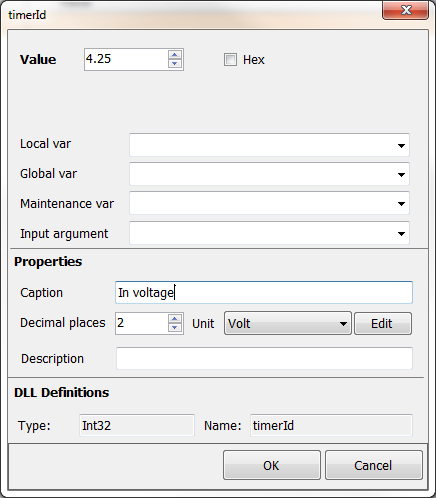 timerId
Value 4.25 Hex
Local var
Global var
Maintenance var
Input argument
Properties
Caption In voltage
Decimal places 2 Unit Volt Edit
Description
DLL Definitions
Type: Int32 Name: timerId
OK Cancel